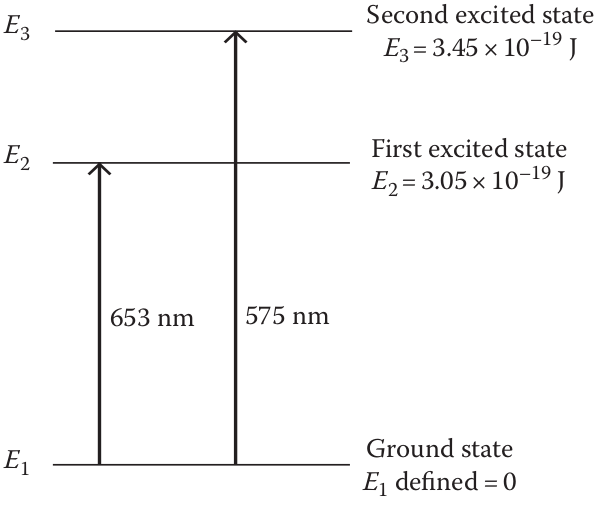 E₃
Second excited state
E₃ = 3.45 × 10⁻¹⁹ J
E₂
First excited state
E₂ = 3.05 × 10⁻¹⁹ J
653 nm
575 nm
E₁
Ground state
E₁ defined = 0